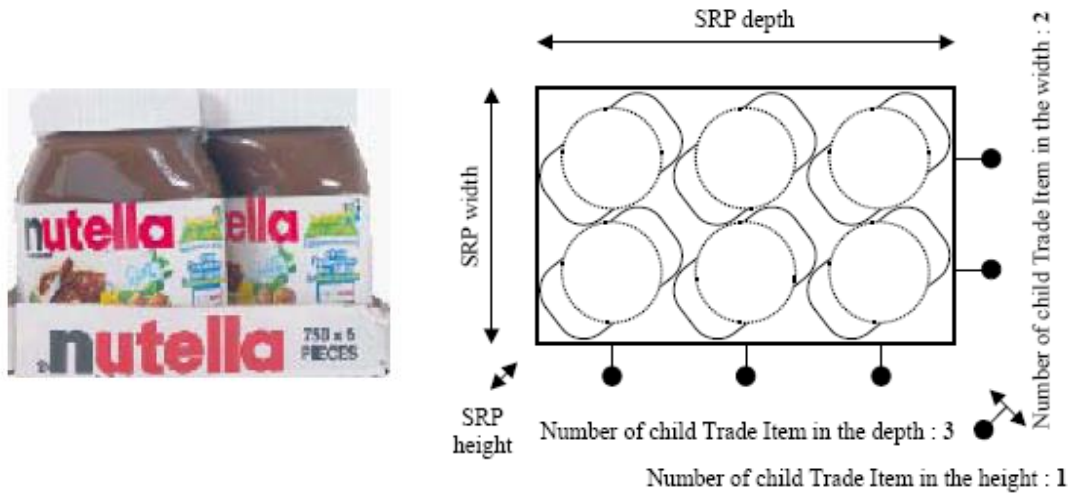 nutella
ella
nutella
750 x 6
PIECES
SRP depth
SRP width
SRP
height
Number of child Trade Item in the depth : 3
Number of child Trade Item in the height : 1
Number of child Trade Item in the width : 2